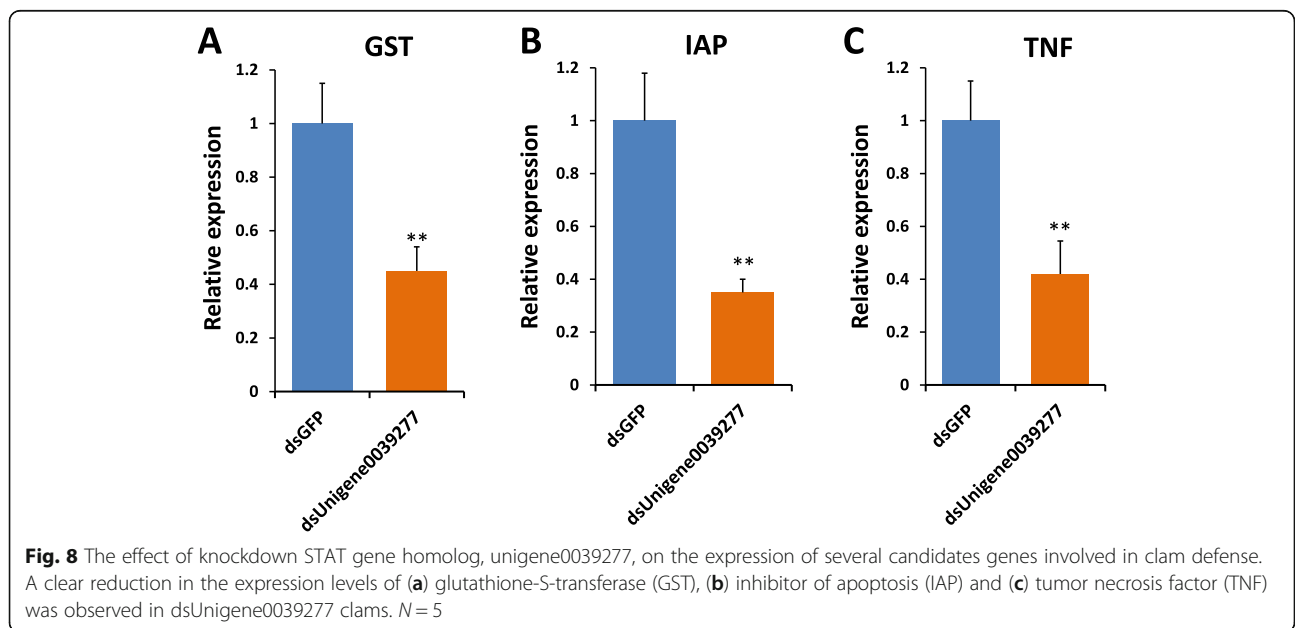 A
GST
1.2
1
0.8
0.6
0.4
0.2
0
Relative expression
**
dsGFP
dsUnigene0039277
B
IAP
1.2
1
0.8
0.6
0.4
0.2
0
Relative expression
**
dsGFP
dsUnigene0039277
C
TNF
1.2
1
0.8
0.6
0.4
0.2
0
Relative expression
**
dsGFP
dsUnigene0039277
Fig. 8 The effect of knockdown STAT gene homolog, unigene0039277, on the expression of several candidates genes involved in clam defense.
A clear reduction in the expression levels of (a) glutathione-S-transferase (GST), (b) inhibitor of apoptosis (IAP) and (c) tumor necrosis factor (TNF)
was observed in dsUnigene0039277 clams. N = 5